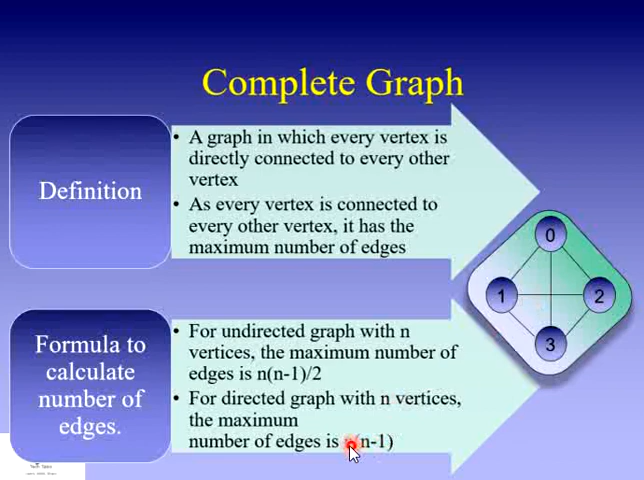 Complete Graph
Definition
• A graph in which every vertex is
directly connected to every other
vertex
• As every vertex is connected to
every other vertex, it has the
maximum number of edges
0
1
2
3
Formula to
calculate
number of
edges.
• For undirected graph with n
vertices, the maximum number of
edges is n(n-1)/2
• For directed graph with n vertices,
the maximum
number of edges is n(n-1)